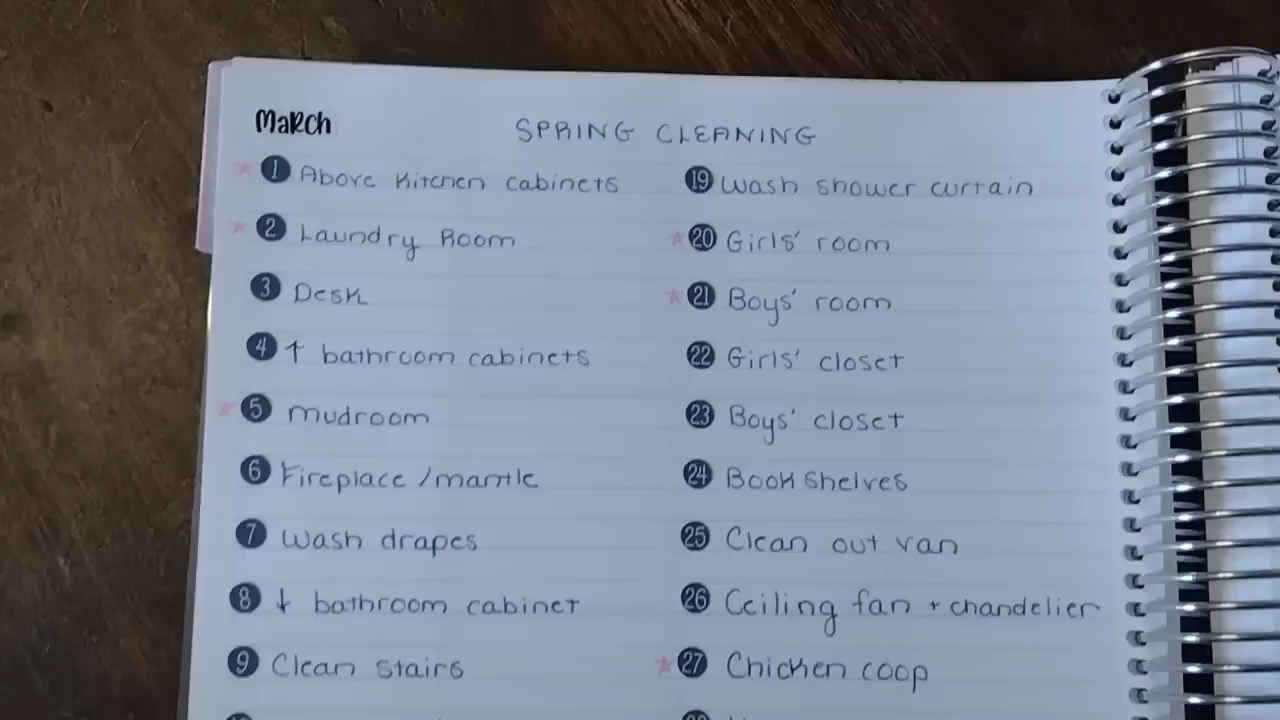 March
SPRING CLEANING
1 Above Kitchen cabinets
2 Laundry Room
3 Desk
4 ↑ bathroom cabinets
5 mudroom
6 Fireplace / mantle
7 Wash drapes
8 ↓ bathroom cabinet
9 Clean stairs
19 Wash shower curtain
20 Girls' room
21 Boys' room
22 Girls' closet
23 Boys' closet
24 Book shelves
25 Clean out van
26 Ceiling fan + chandelier
27 Chicken coop